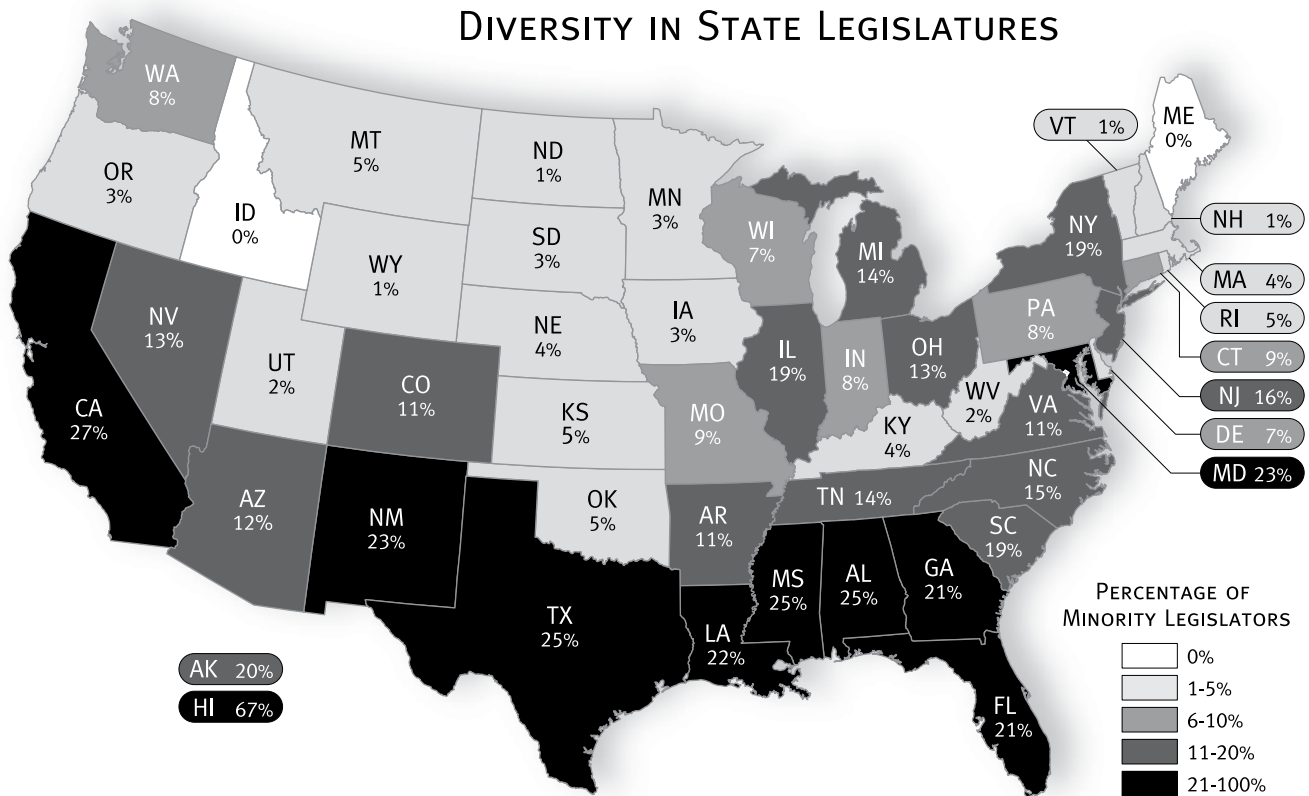 DIVERSITY IN STATE LEGISLATURES
WA
8%
OR
3%
ID
0%
MT
5%
ND
1%
MN
3%
SD
3%
WY
1%
NE
4%
IA
3%
WI
7%
MI
14%
NY
19%
VT 1%
ME
0%
NH 1%
MA 4%
RI 5%
CT 9%
NJ 16%
DE 7%
MD 23%
PA
8%
OH
13%
IN
8%
IL
19%
WV
2%
VA
11%
KY
4%
NV
13%
UT
2%
CO
11%
KS
5%
MO
9%
CA
27%
AZ
12%
NM
23%
OK
5%
AR
11%
TN 14%
NC
15%
SC
19%
TX
25%
LA
22%
MS
25%
AL
25%
GA
21%
FL
21%
AK 20%
HI 67%
PERCENTAGE OF
MINORITY LEGISLATORS
0%
1-5%
6-10%
11-20%
21-100%